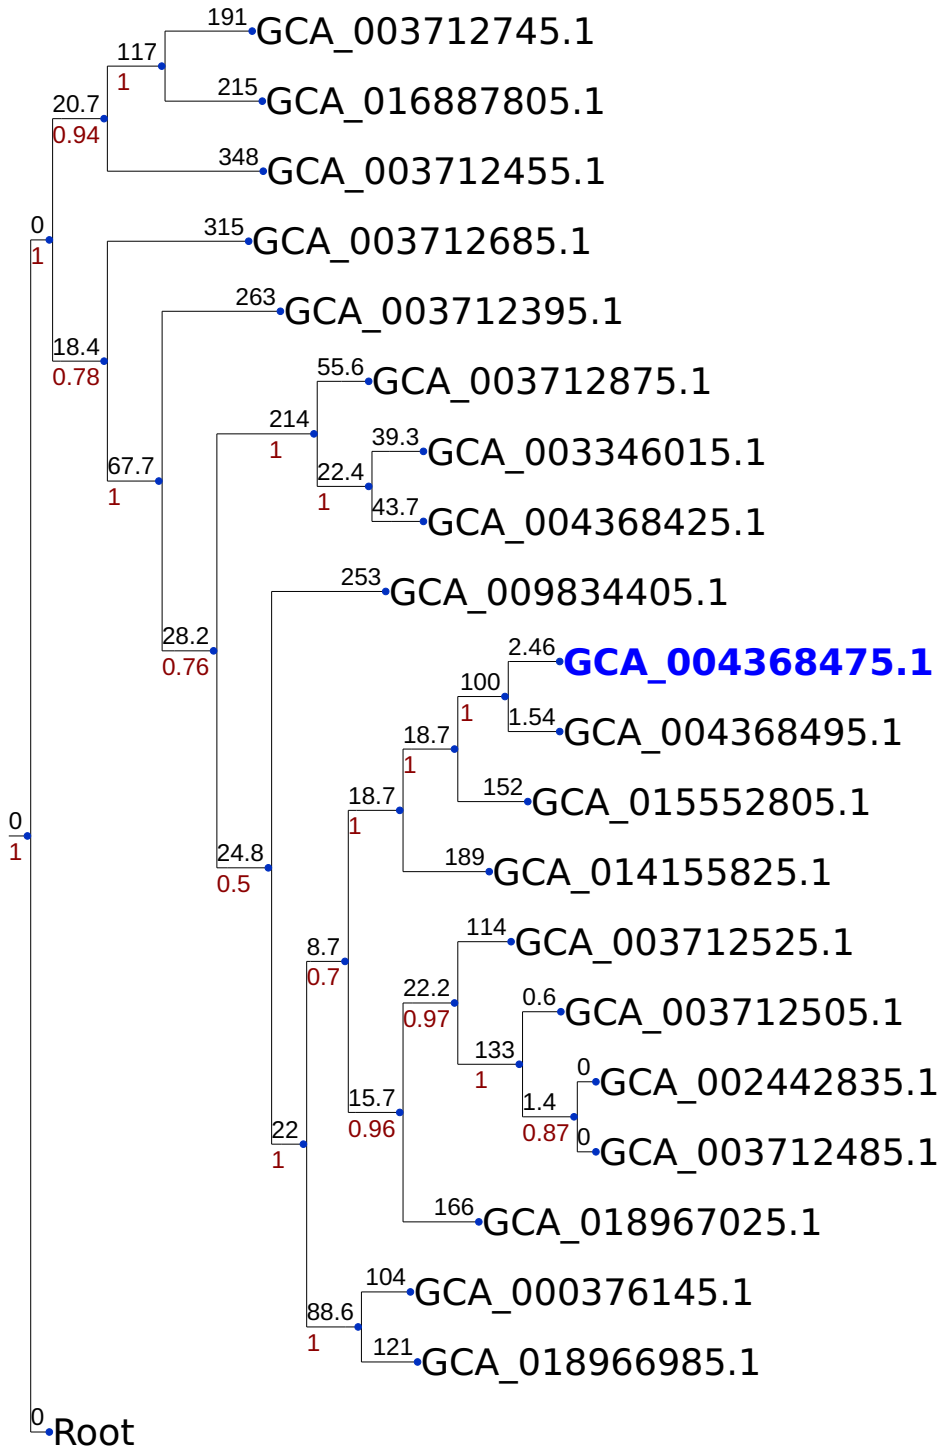 191
GCA_003712745.1
117
1
215
GCA_016887805.1
20.7
0.94
348
GCA_003712455.1
0
1
315
GCA_003712685.1
263
GCA_003712395.1
18.4
0.78
55.6
GCA_003712875.1
214
1
39.3
GCA_003346015.1
67.7
1
22.4
1
43.7
GCA_004368425.1
253
GCA_009834405.1
28.2
0.76
2.46
GCA_004368475.1
100
1
1.54
GCA_004368495.1
18.7
1
152
GCA_015552805.1
18.7
1
0
1
24.8
0.5
189
GCA_014155825.1
114
GCA_003712525.1
8.7
0.7
22.2
0.97
0.6
GCA_003712505.1
133
1
0
GCA_002442835.1
15.7
0.96
1.4
0.87
0
GCA_003712485.1
22
1
166
GCA_018967025.1
104
GCA_000376145.1
88.6
1
121
GCA_018966985.1
0
Root